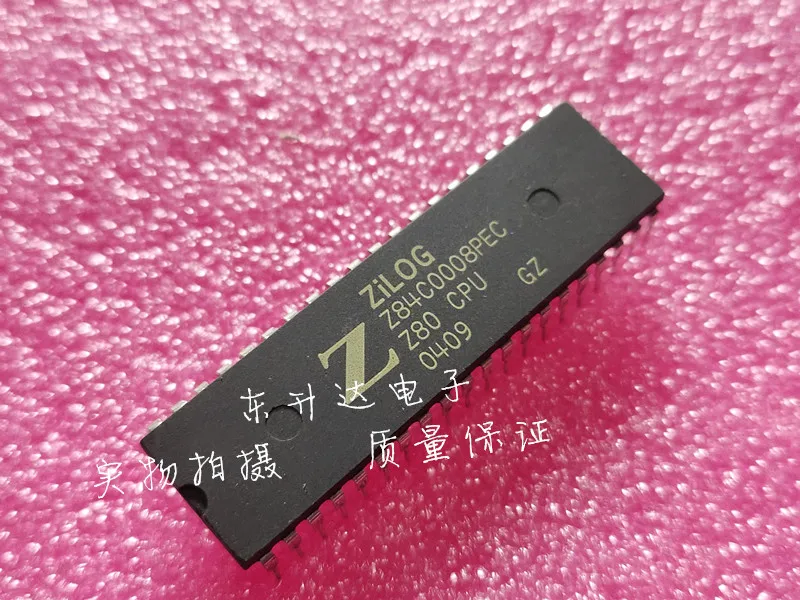 ZiLOG
Z84C0008PEC
Z80 CPU GZ
0409
Z
东升达电子
实物拍摄 质量保证